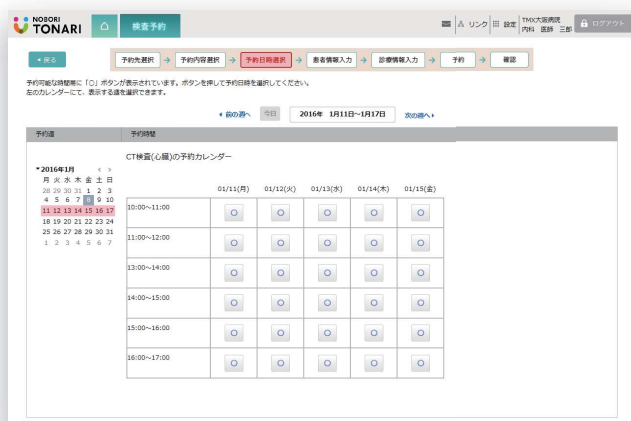 NOBORI
TONARI
検査予約
リンク
設定
TMX大阪病院
内科 医師 三郎
ログアウト
戻る
予約先選択 → 予約内容選択 → 予約日時選択 → 患者情報入力 → 診療情報入力 → 予約 → 確認
予約可能な時間帯に「○」ボタンが表示されています。ボタンを押して予約日時を選択してください。
左のカレンダーにて、表示する週を選択できます。
前の週へ 今日 2016年 1月11日～1月17日 次の週へ
予約週 予約時間
CT検査(心臓)の予約カレンダー
2016年1月 < >
月 火 水 木 金 土 日
28 29 30 31 1 2 3
4 5 6 7 8 9 10
11 12 13 14 15 16 17
18 19 20 21 22 23 24
25 26 27 28 29 30 31
1 2 3 4 5 6 7
01/11(月) 01/12(火) 01/13(水) 01/14(木) 01/15(金)
10:00～11:00 ○ ○ ○ ○ ○
11:00～12:00 ○ ○ ○ ○ ○
13:00～14:00 ○ ○ ○ ○ ○
14:00～15:00 ○ ○ ○ ○ ○
15:00～16:00 ○ ○ ○ ○ ○
16:00～17:00 ○ ○ ○ ○ ○